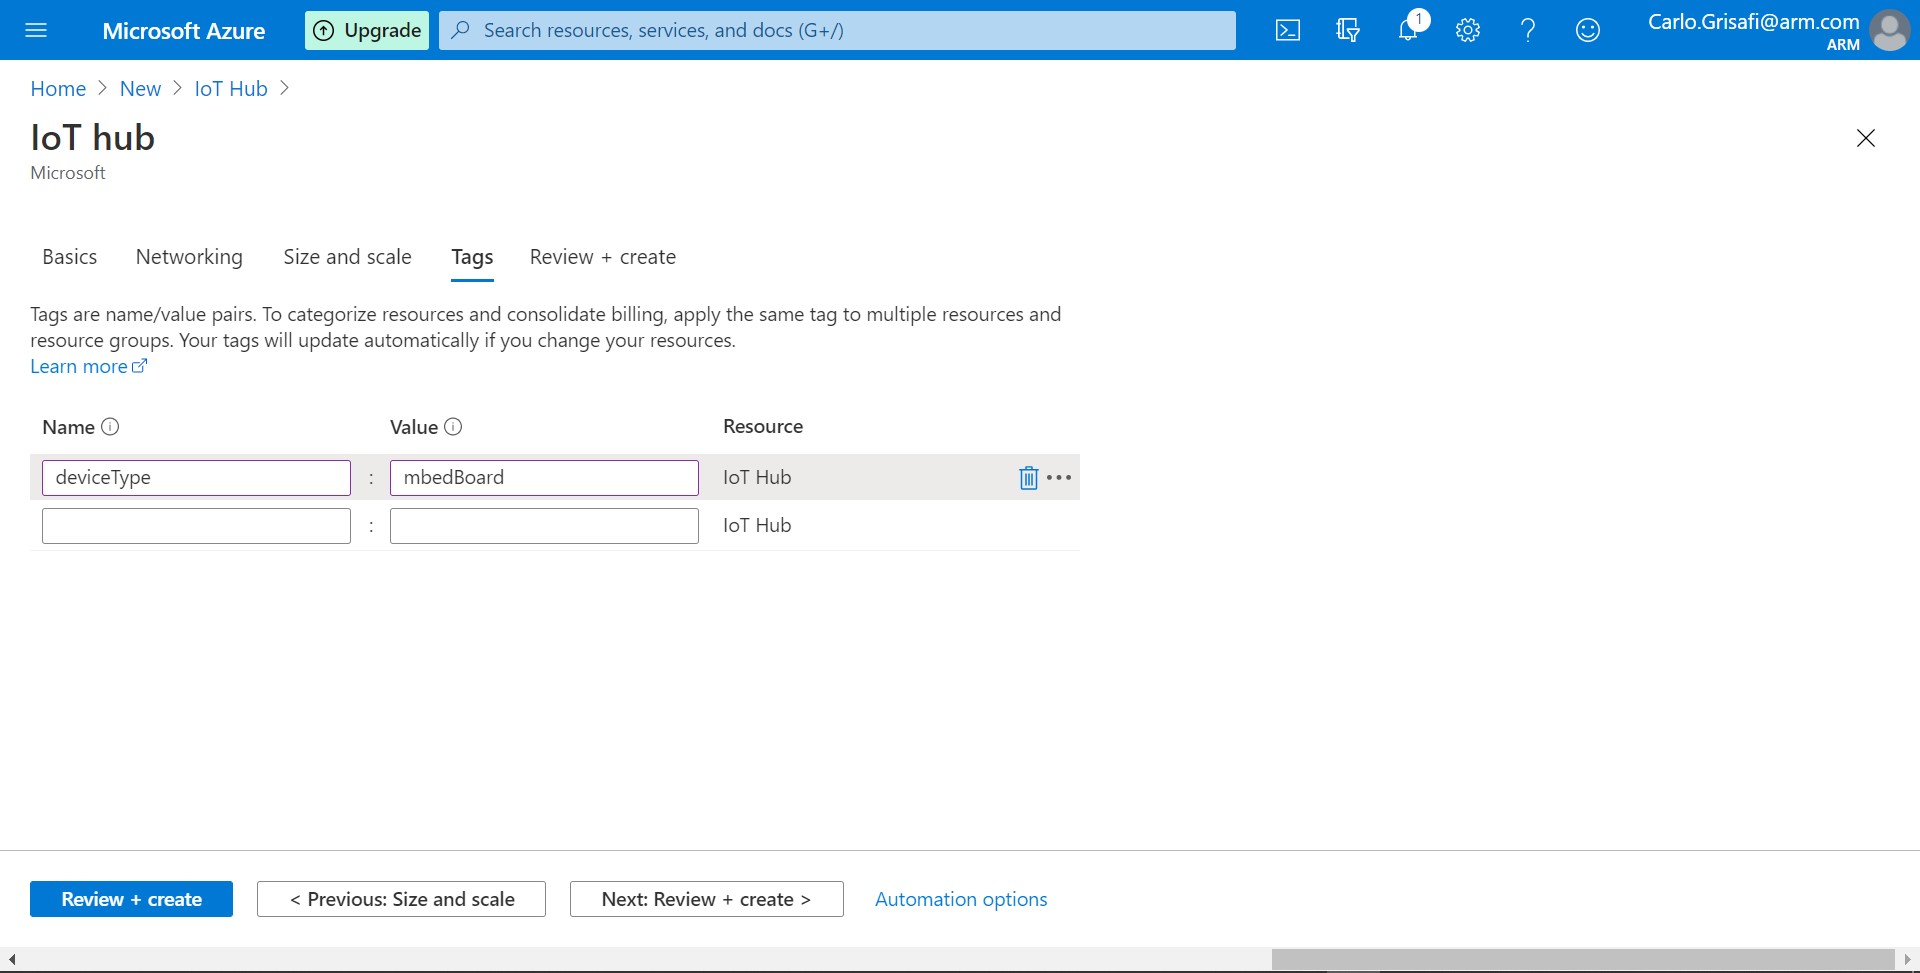 Microsoft Azure
Upgrade
Search resources, services, and docs (G+/)
1
Carlo.Grisafi@arm.com
ARM
Home > New > IoT Hub >
IoT hub
Microsoft
Basics Networking Size and scale Tags Review + create
Tags are name/value pairs. To categorize resources and consolidate billing, apply the same tag to multiple resources and
resource groups. Your tags will update automatically if you change your resources.
Learn more
Name Value Resource
deviceType : mbedBoard IoT Hub
: IoT Hub
Review + create < Previous: Size and scale Next: Review + create > Automation options